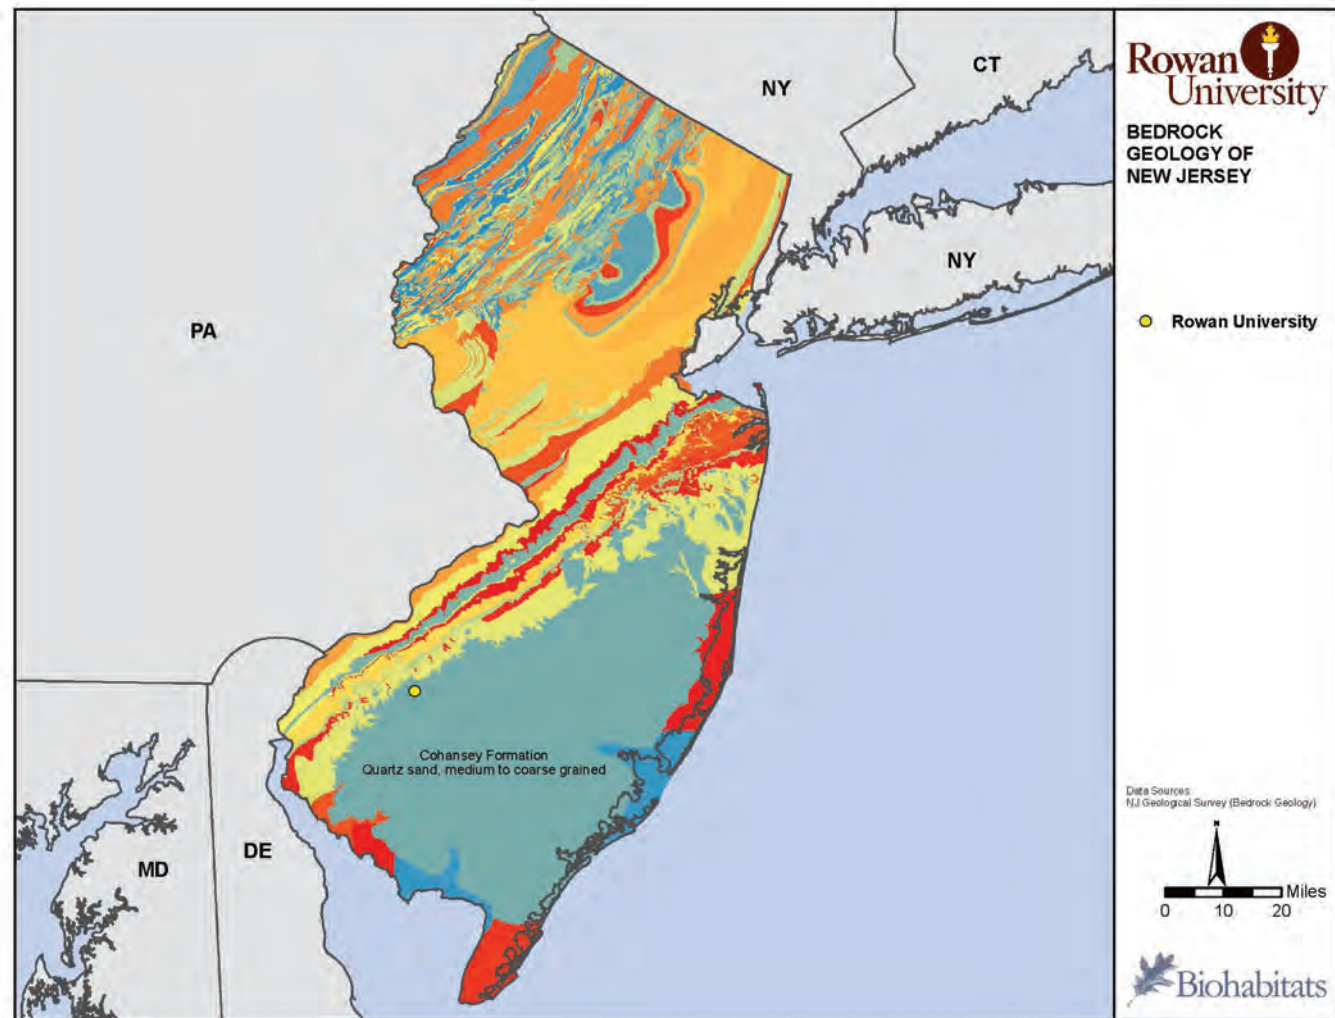 NY
CT
PA
NY
MD
DE
Cohansey Formation
Quartz sand, medium to coarse grained
Rowan
University
BEDROCK
GEOLOGY OF
NEW JERSEY
Rowan University
Data Sources:
NJ Geological Survey (Bedrock Geology)
N
Miles
0 10 20
Biohabitats